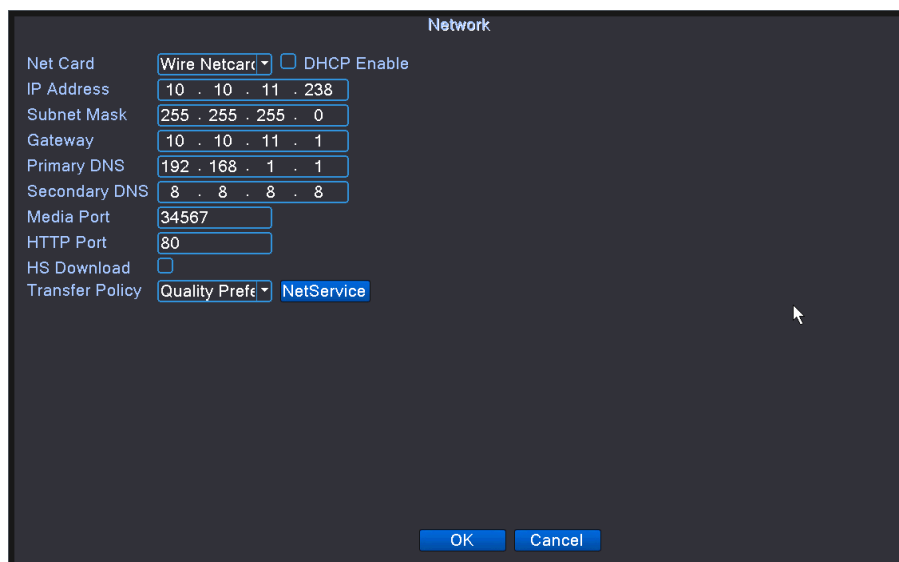 Network
Net Card Wire Netcarc DHCP Enable
IP Address 10 . 10 . 11 . 238
Subnet Mask 255 . 255 . 255 . 0
Gateway 10 . 10 . 11 . 1
Primary DNS 192 . 168 . 1 . 1
Secondary DNS 8 . 8 . 8 . 8
Media Port 34567
HTTP Port 80
HS Download
Transfer Policy Quality Prefe NetService
OK Cancel